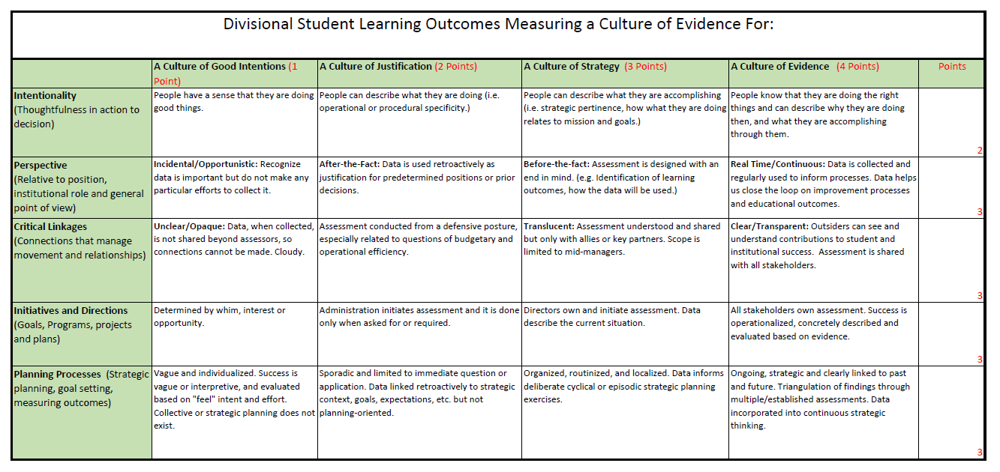 Divisional Student Learning Outcomes Measuring a Culture of Evidence For:
A Culture of Good Intentions (1
Point)
A Culture of Justification (2 Points)
A Culture of Strategy (3 Points)
A Culture of Evidence (4 Points)
Points
Intentionality
(Thoughtfulness in action to
decision)
People have a sense that they are doing
good things.
People can describe what they are doing (i.e.
operational or procedural specificity.)
People can describe what they are accomplishing
(i.e. strategic pertinence, how what they are doing
relates to mission and goals.)
People know that they are doing the right
things and can describe why they are doing
then, and what they are accomplishing
through them.
2
Perspective
(Relative to position,
institutional role and general
point of view)
Incidental/Opportunistic: Recognize
data is important but do not make any
particular efforts to collect it.
After-the-Fact: Data is used retroactively as
justification for predetermined positions or prior
decisions.
Before-the-fact: Assessment is designed with an
end in mind. (e.g. Identification of learning
outcomes, how the data will be used.)
Real Time/Continuous: Data is collected and
regularly used to inform processes. Data helps
us close the loop on improvement processes
and educational outcomes.
3
Critical Linkages
(Connections that manage
movement and relationships)
Unclear/Opaque: Data, when collected,
is not shared beyond assessors, so
connections cannot be made. Cloudy.
Assessment conducted from a defensive posture,
especially related to questions of budgetary and
operational efficiency.
Translucent: Assessment understood and shared
but only with allies or key partners. Scope is
limited to mid-managers.
Clear/Transparent: Outsiders can see and
understand contributions to student and
institutional success. Assessment is shared
with all stakeholders.
3
Initiatives and Directions
(Goals, Programs, projects
and plans)
Determined by whim, interest or
opportunity.
Administration initiates assessment and it is done
only when asked for or required.
Directors own and initiate assessment. Data
describe the current situation.
All stakeholders own assessment. Success is
operationalized, concretely described and
evaluated based on evidence.
3
Planning Processes (Strategic
planning, goal setting,
measuring outcomes)
Vague and individualized. Success is
vague or interpretive, and evaluated
based on "feel" intent and effort.
Collective or strategic planning does not
exist.
Sporadic and limited to immediate question or
application. Data linked retroactively to strategic
context, goals, expectations, etc. but not
planning-oriented.
Organized, routinized, and localized. Data informs
deliberate cyclical or episodic strategic planning
exercises.
Ongoing, strategic and clearly linked to past
and future. Triangulation of findings through
multiple/established assessments. Data
incorporated into continuous strategic
thinking.
3